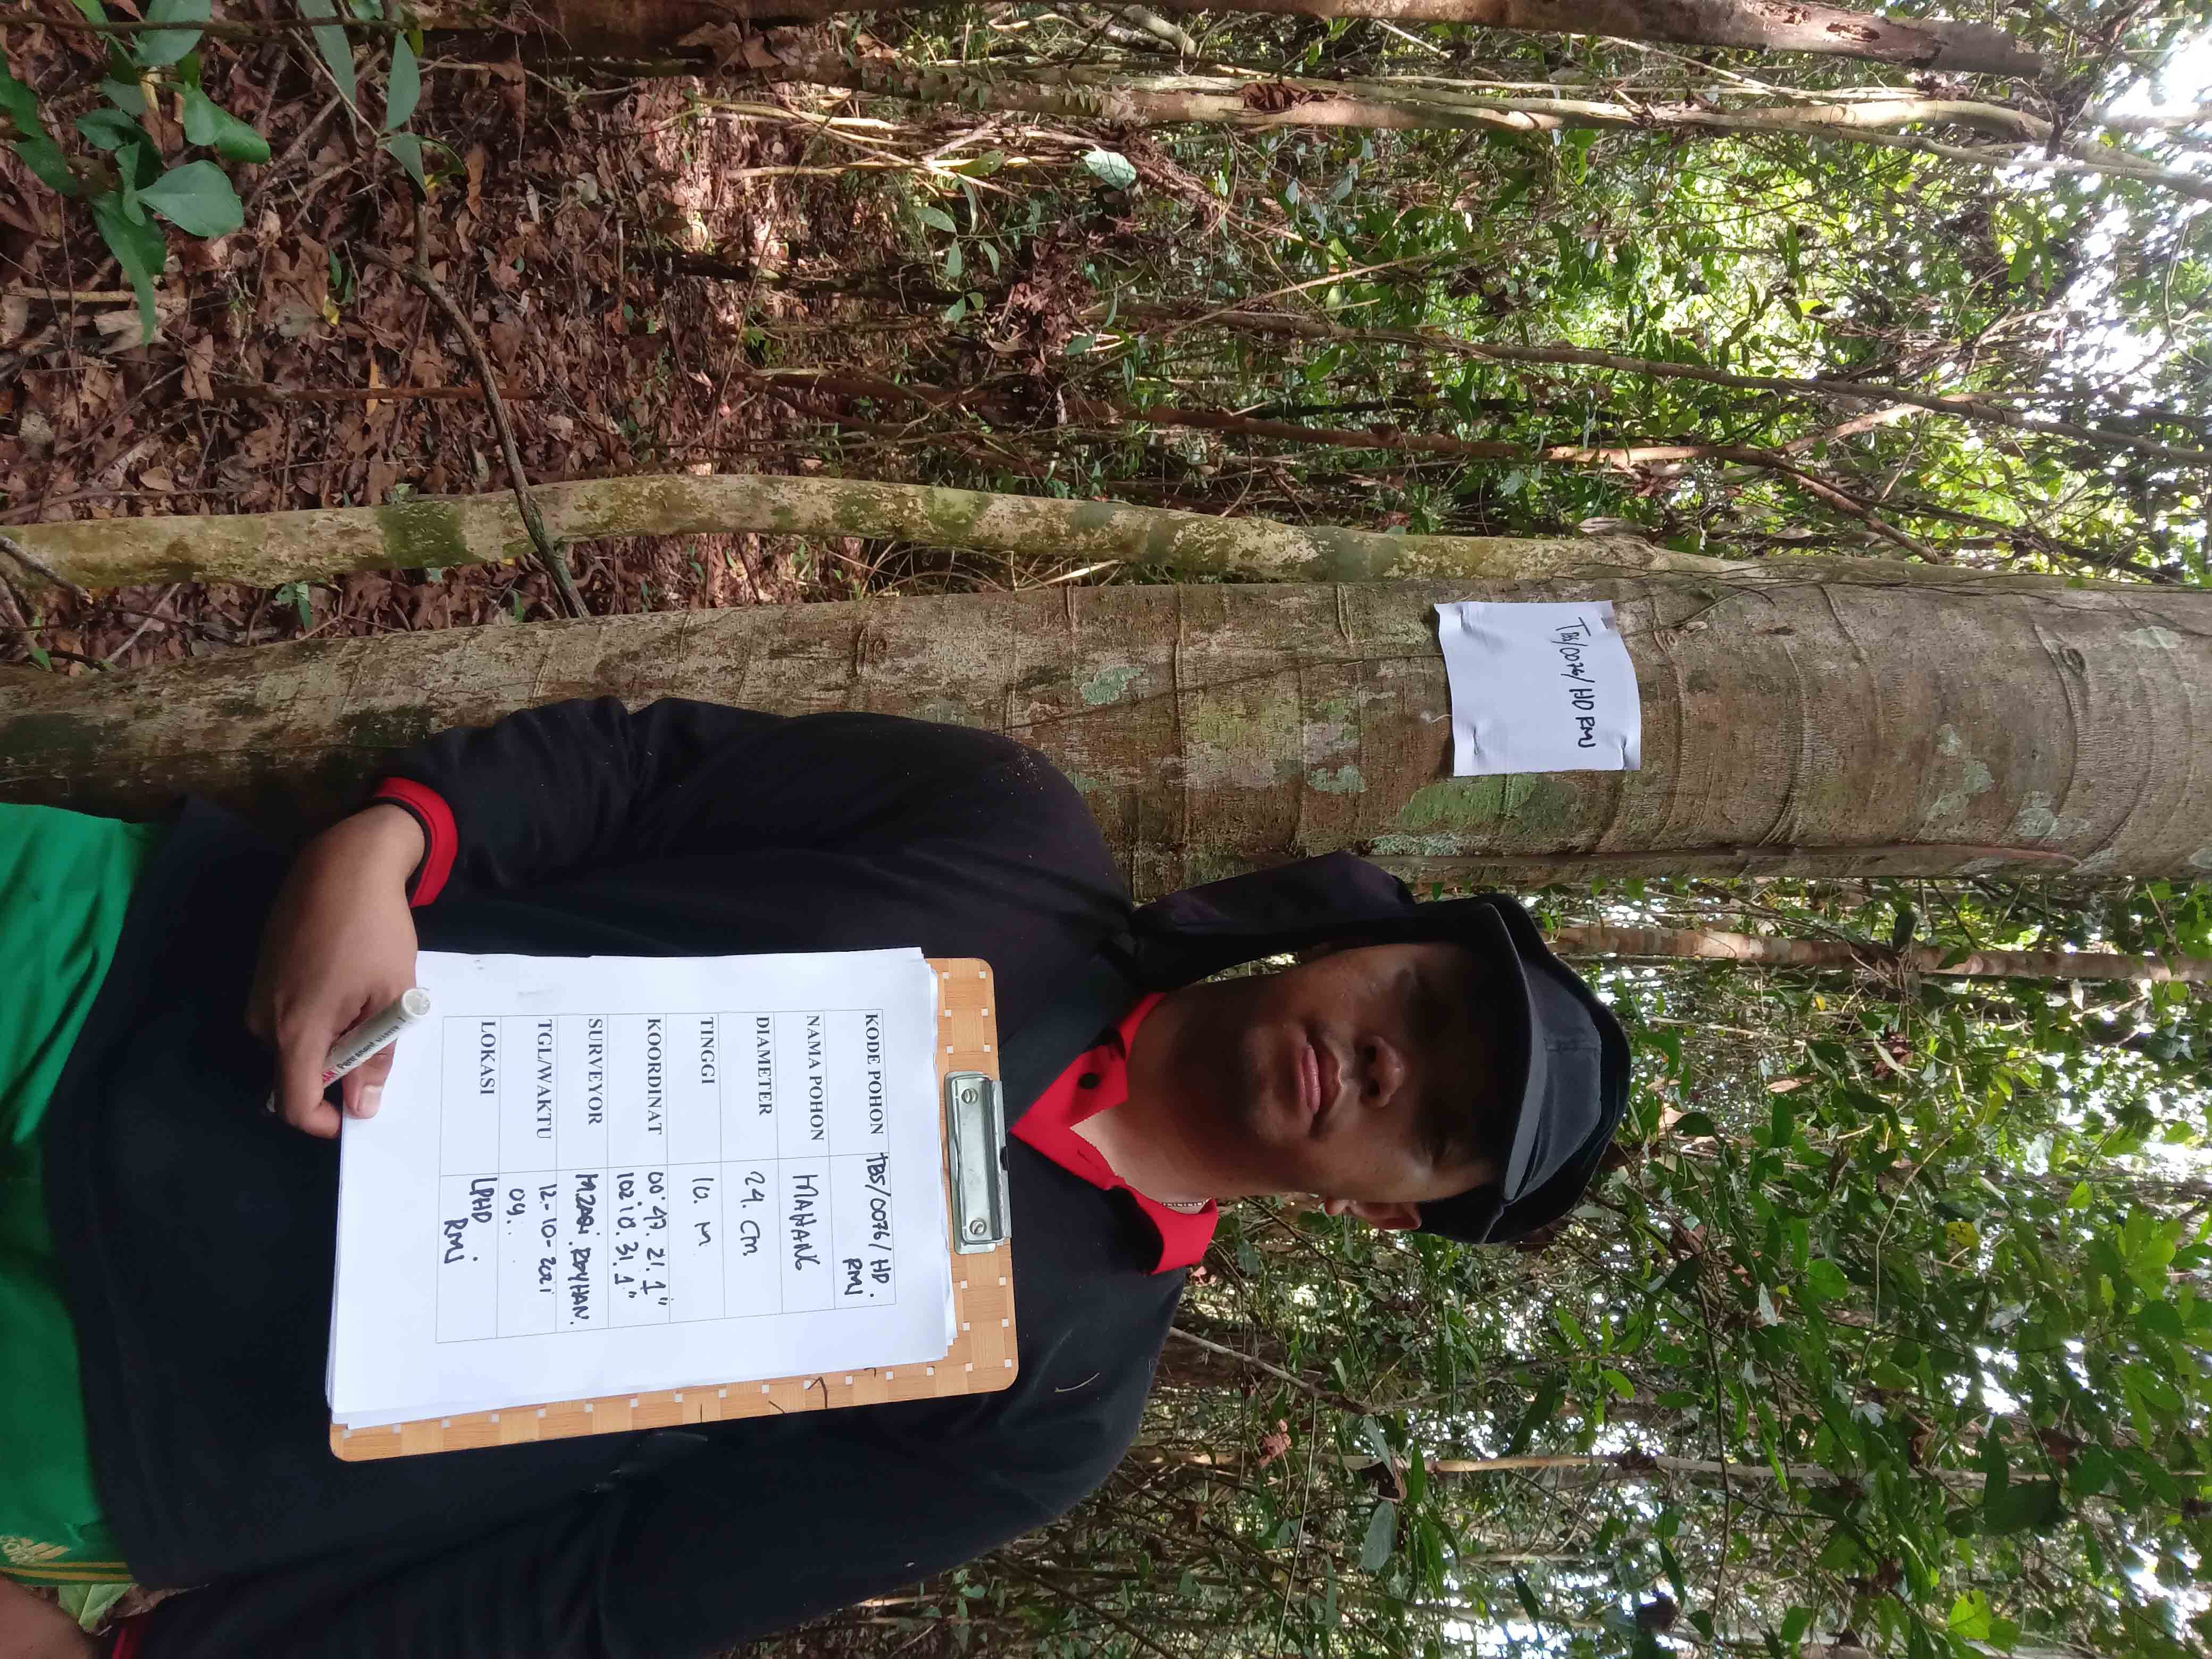 TBS/0076/HD RMJ
KODE POHON TBS/0076/HD.
RMJ
NAMA POHON MAHANG
DIAMETER 24. CM
TINGGI 10. M
KOORDINAT 00°47. 21. 1"
102°10. 31. 1"
SURVEYOR M.ZAQI. RAYHAN.
TGL/WAKTU 12-10-2021
09..
LOKASI LPHD
RMJ